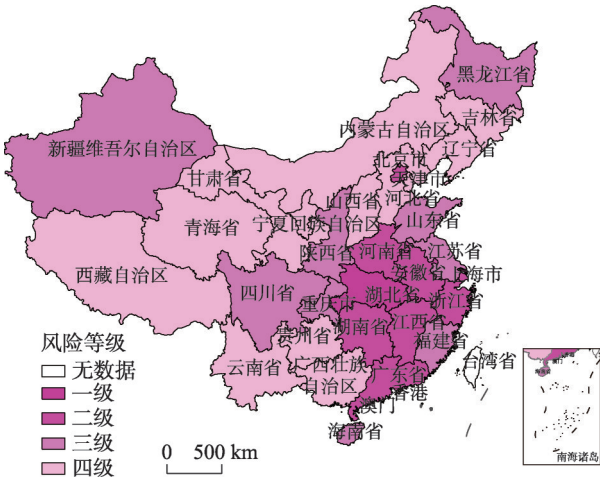 黑龙江省
吉林省
内蒙古自治区
辽宁省
新疆维吾尔自治区
北京市
天津市
甘肃省
山西省
河北省
山东省
青海省
宁夏回族自治区
陕西省
河南省
江苏省
西藏自治区
安徽省
上海市
四川省
湖北省
浙江省
重庆市
湖南省
江西省
贵州省
福建省
云南省
广西壮族
自治区
台湾省
广东省
香港
澳门
海南省
风险等级
无数据
一级
二级
三级
四级
0 500 km
南海诸岛